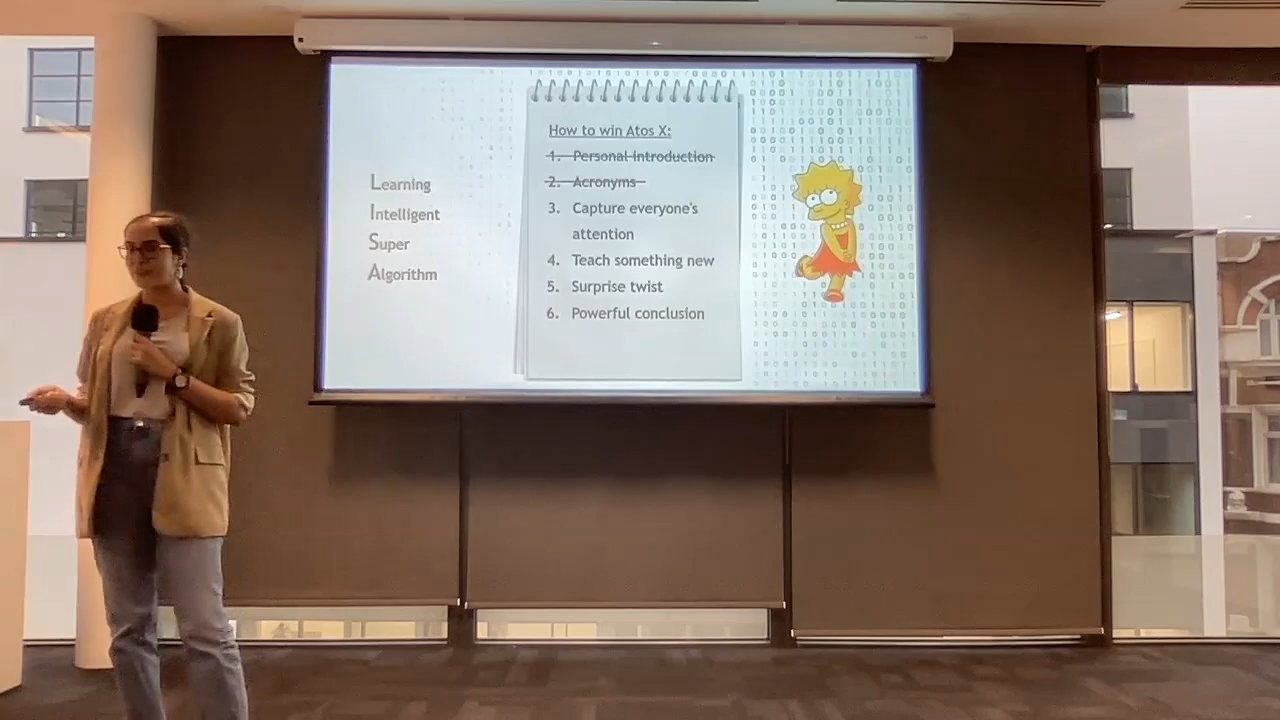 Learning
Intelligent
Super
Algorithm
How to win Atos X:
1. Personal introduction
2. Acronyms
3. Capture everyone's
attention
4. Teach something new
5. Surprise twist
6. Powerful conclusion